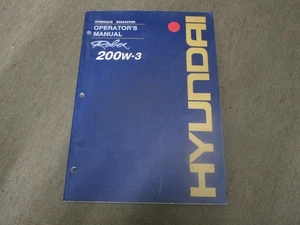 HYDRAULIC EXCAVATOR
OPERATOR'S
MANUAL
Robex
200W-3
HYUNDAI